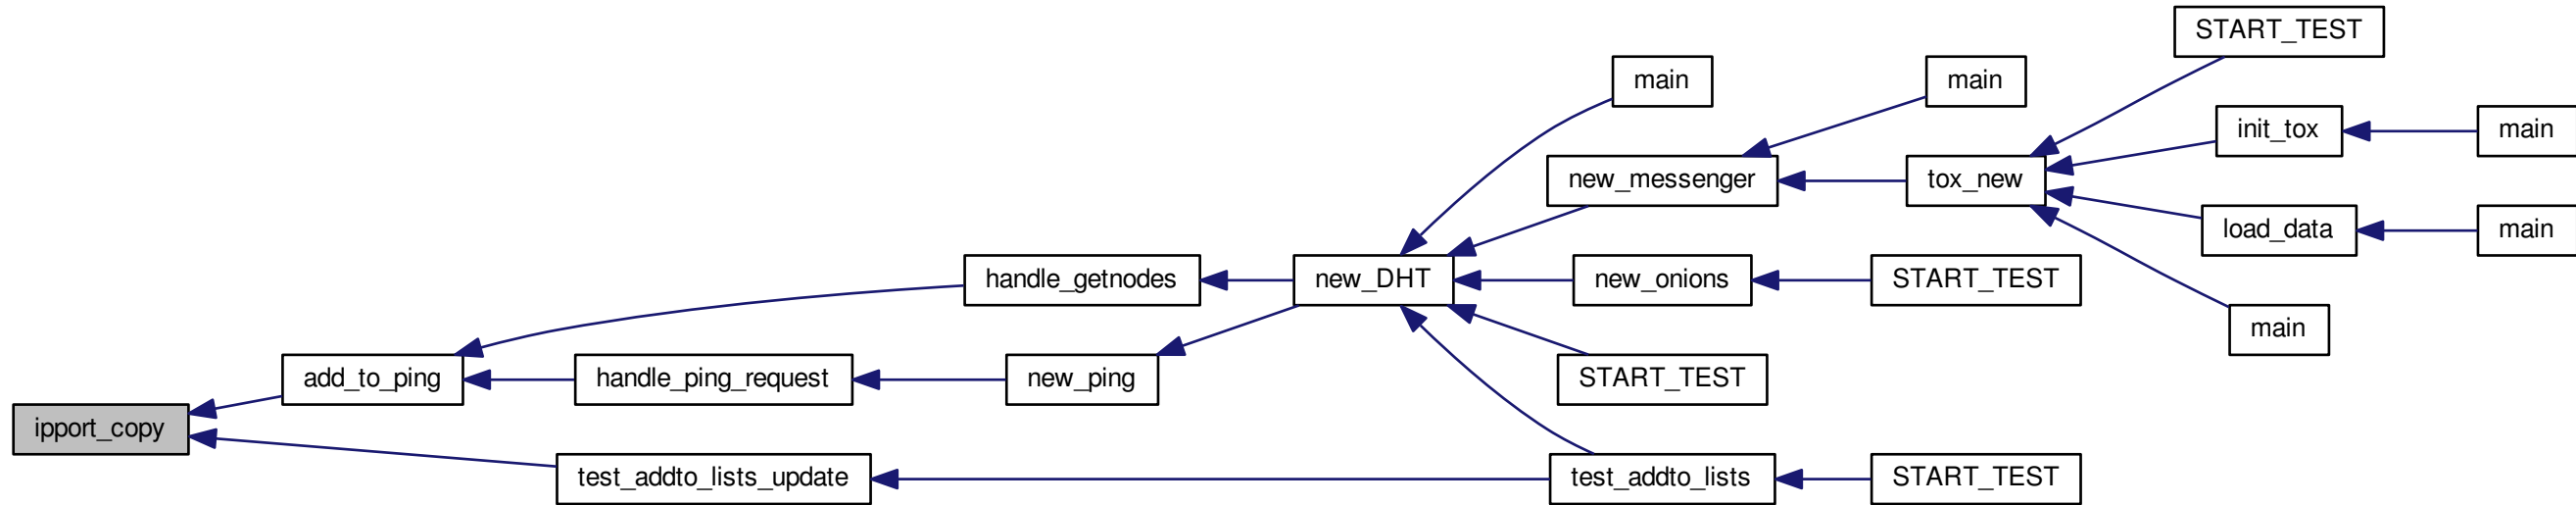 START_TEST
main
main
init_tox
main
new_messenger
tox_new
load_data
main
handle_getnodes
new_DHT
new_onions
START_TEST
main
add_to_ping
handle_ping_request
new_ping
START_TEST
ipport_copy
test_addto_lists_update
test_addto_lists
START_TEST